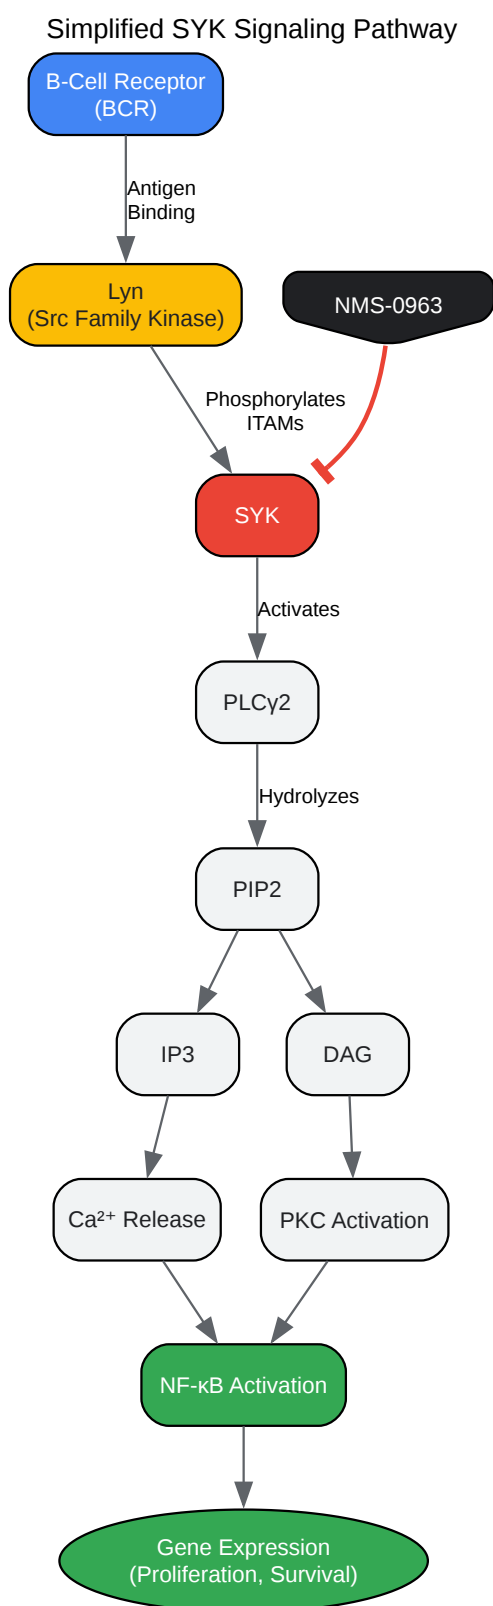 Simplified SYK Signaling Pathway
B-Cell Receptor
(BCR)
Antigen
Binding
Lyn
(Src Family Kinase)
NMS-0963
Phosphorylates
ITAMs
SYK
Activates
PLCγ2
Hydrolyzes
PIP2
IP3
DAG
Ca²⁺ Release
PKC Activation
NF-κB Activation
Gene Expression
(Proliferation, Survival)